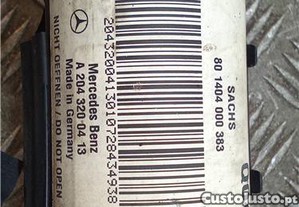 SACHS
80 1404 000 383
2043200413010728434938
Mercedes Benz
A 204 320 04 13
Made in Germany
NICHT OEFFNEN / DO NOT OPEN
CustoJusto.pt